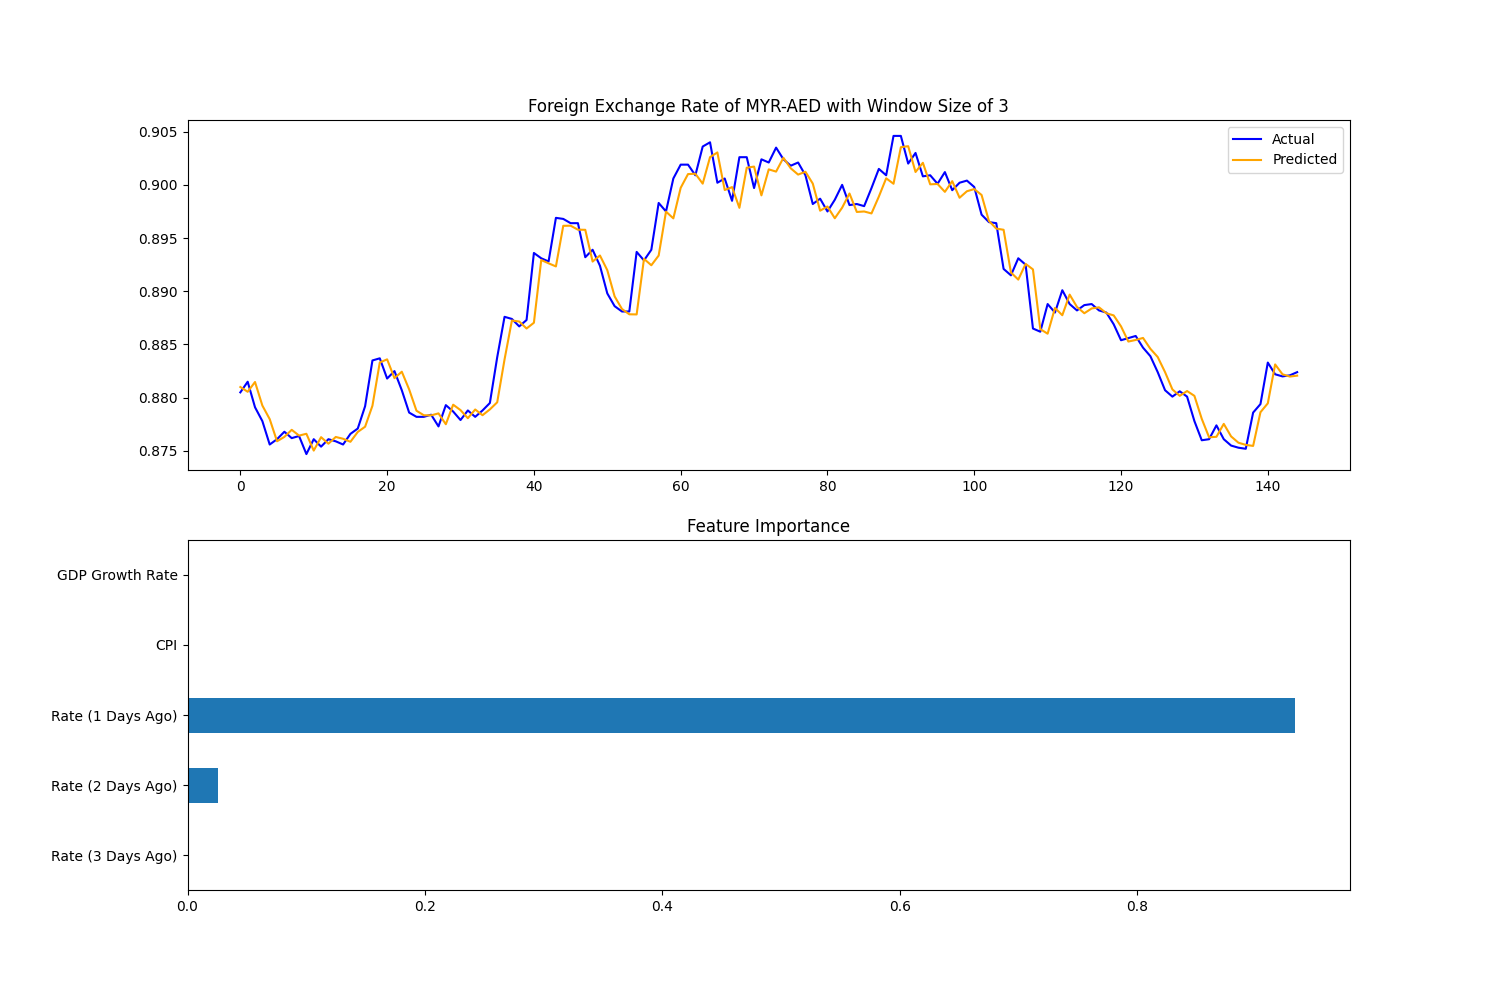 Foreign Exchange Rate of MYR-AED with Window Size of 3
Actual
Predicted
0.905
0.900
0.895
0.890
0.885
0.880
0.875
0 20 40 60 80 100 120 140
Feature Importance
GDP Growth Rate
CPI
Rate (1 Days Ago)
Rate (2 Days Ago)
Rate (3 Days Ago)
0.0 0.2 0.4 0.6 0.8